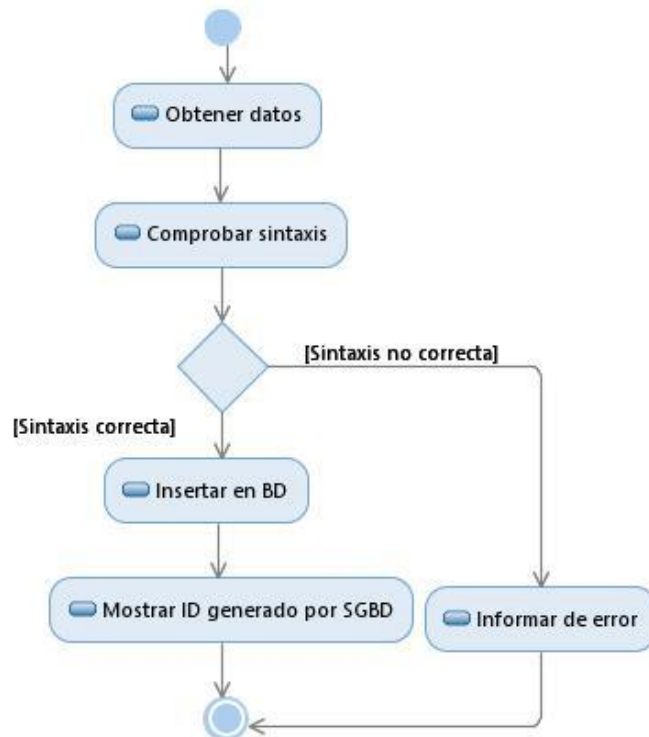 Obtener datos
Comprobar sintaxis
[Sintaxis no correcta]
[Sintaxis correcta]
Insertar en BD
Mostrar ID generado por SGBD
Informar de error